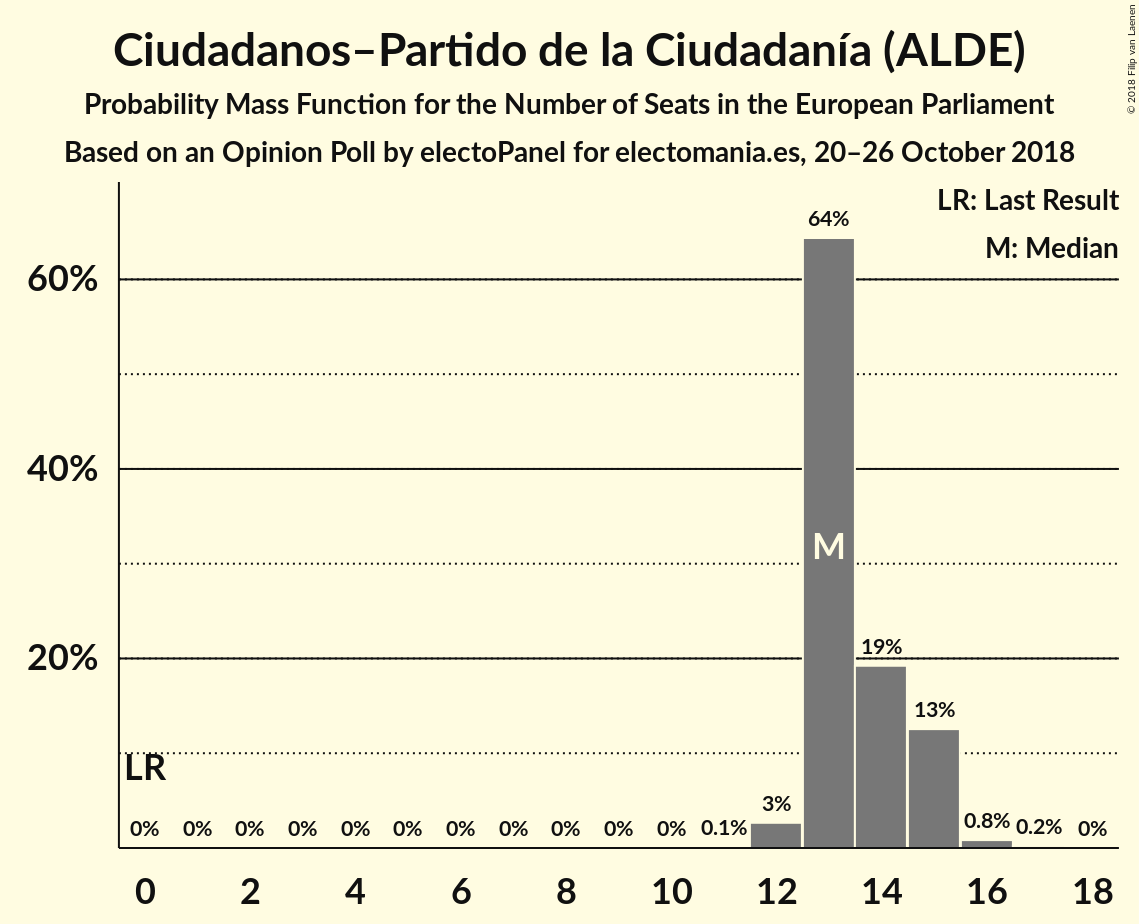 Ciudadanos–Partido de la Ciudadanía (ALDE)
Probability Mass Function for the Number of Seats in the European Parliament
Based on an Opinion Poll by electoPanel for electomania.es, 20–26 October 2018
© 2018 Filip van Laenen
LR: Last Result
M: Median
64%
60%
40%
M
20%
19%
13%
LR
3%
0% 0% 0% 0% 0% 0% 0% 0% 0% 0% 0% 0.1% 0.8% 0.2% 0%
0 2 4 6 8 10 12 14 16 18